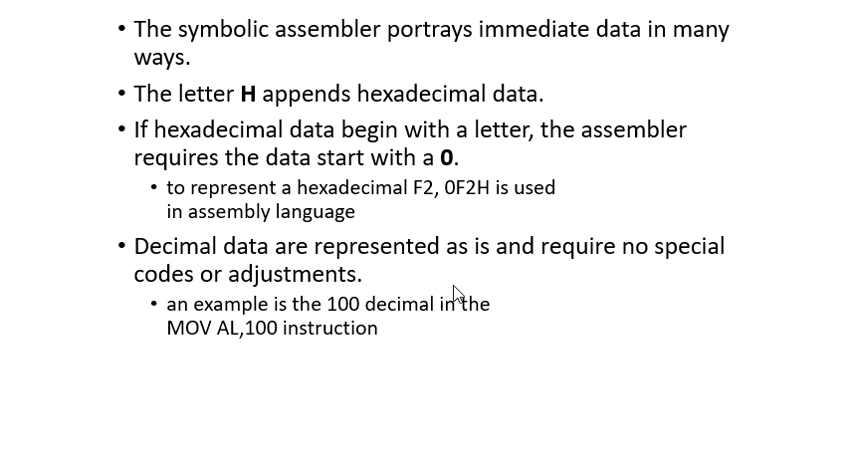 • The symbolic assembler portrays immediate data in many
ways.
• The letter H appends hexadecimal data.
• If hexadecimal data begin with a letter, the assembler
requires the data start with a 0.
• to represent a hexadecimal F2, 0F2H is used
in assembly language
• Decimal data are represented as is and require no special
codes or adjustments.
• an example is the 100 decimal in the
MOV AL,100 instruction